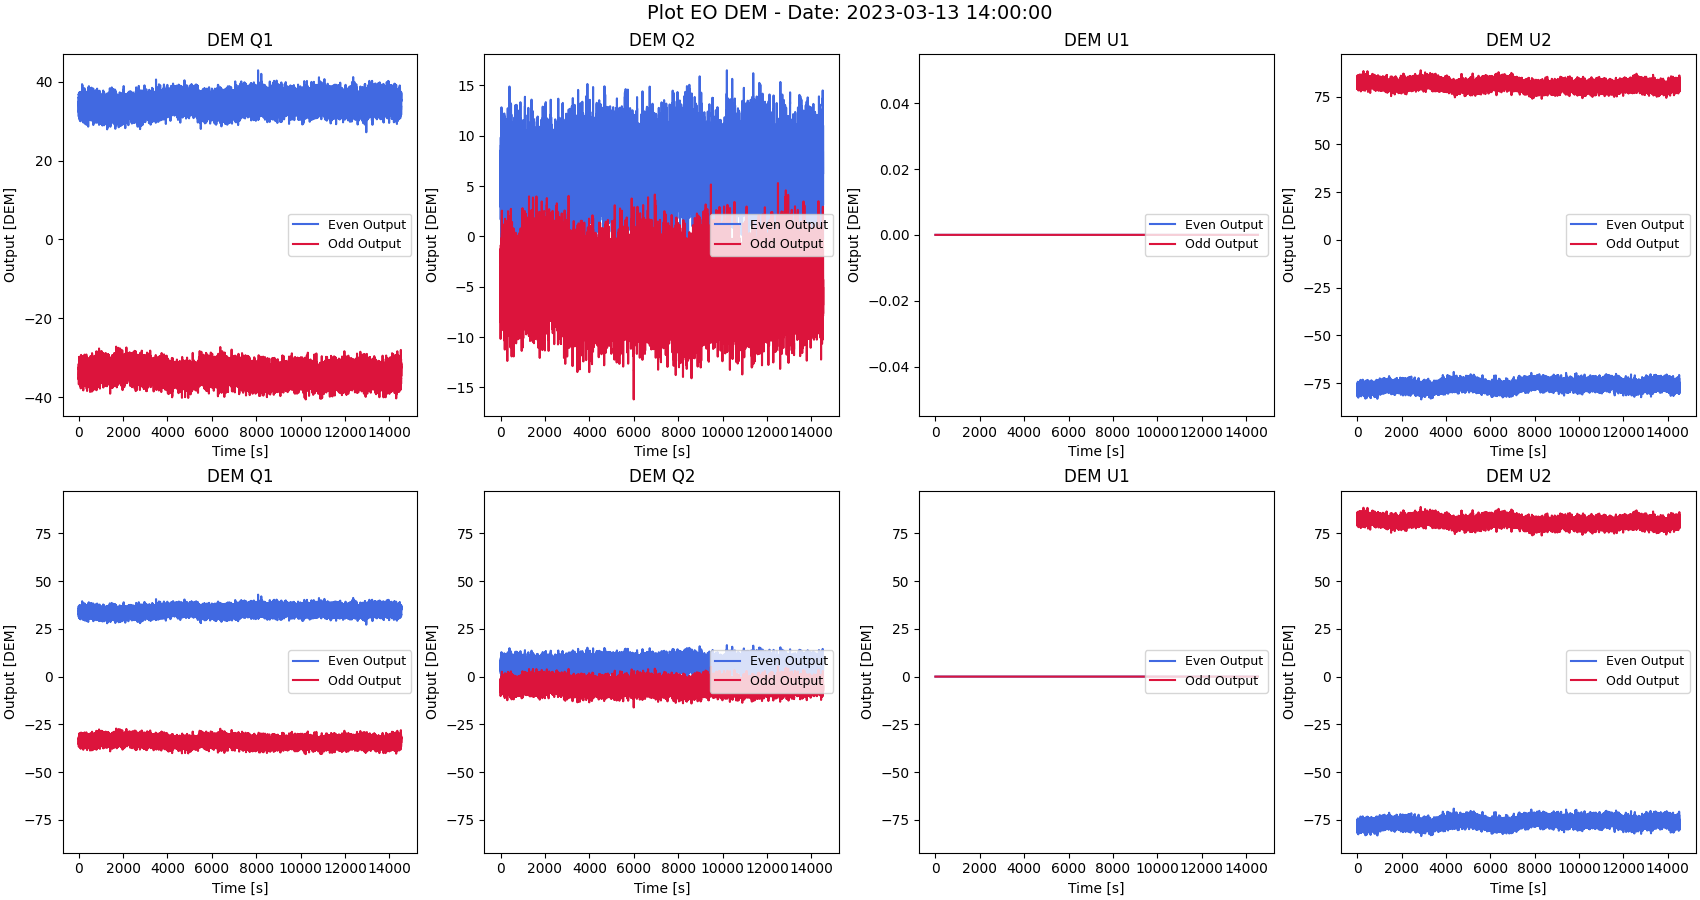 Plot EO DEM - Date: 2023-03-13 14:00:00
DEM Q1
Output [DEM]
40
20
0
−20
−40
Even Output
Odd Output
0 2000 4000 6000 8000 10000 12000 14000
Time [s]
DEM Q2
Output [DEM]
15
10
5
0
−5
−10
−15
Even Output
Odd Output
0 2000 4000 6000 8000 10000 12000 14000
Time [s]
DEM U1
Output [DEM]
0.04
0.02
0.00
−0.02
−0.04
Even Output
Odd Output
0 2000 4000 6000 8000 10000 12000 14000
Time [s]
DEM U2
Output [DEM]
75
50
25
0
−25
−50
−75
Even Output
Odd Output
0 2000 4000 6000 8000 10000 12000 14000
Time [s]
DEM Q1
Output [DEM]
75
50
25
0
−25
−50
−75
Even Output
Odd Output
0 2000 4000 6000 8000 10000 12000 14000
Time [s]
DEM Q2
Output [DEM]
75
50
25
0
−25
−50
−75
Even Output
Odd Output
0 2000 4000 6000 8000 10000 12000 14000
Time [s]
DEM U1
Output [DEM]
75
50
25
0
−25
−50
−75
Even Output
Odd Output
0 2000 4000 6000 8000 10000 12000 14000
Time [s]
DEM U2
Output [DEM]
75
50
25
0
−25
−50
−75
Even Output
Odd Output
0 2000 4000 6000 8000 10000 12000 14000
Time [s]